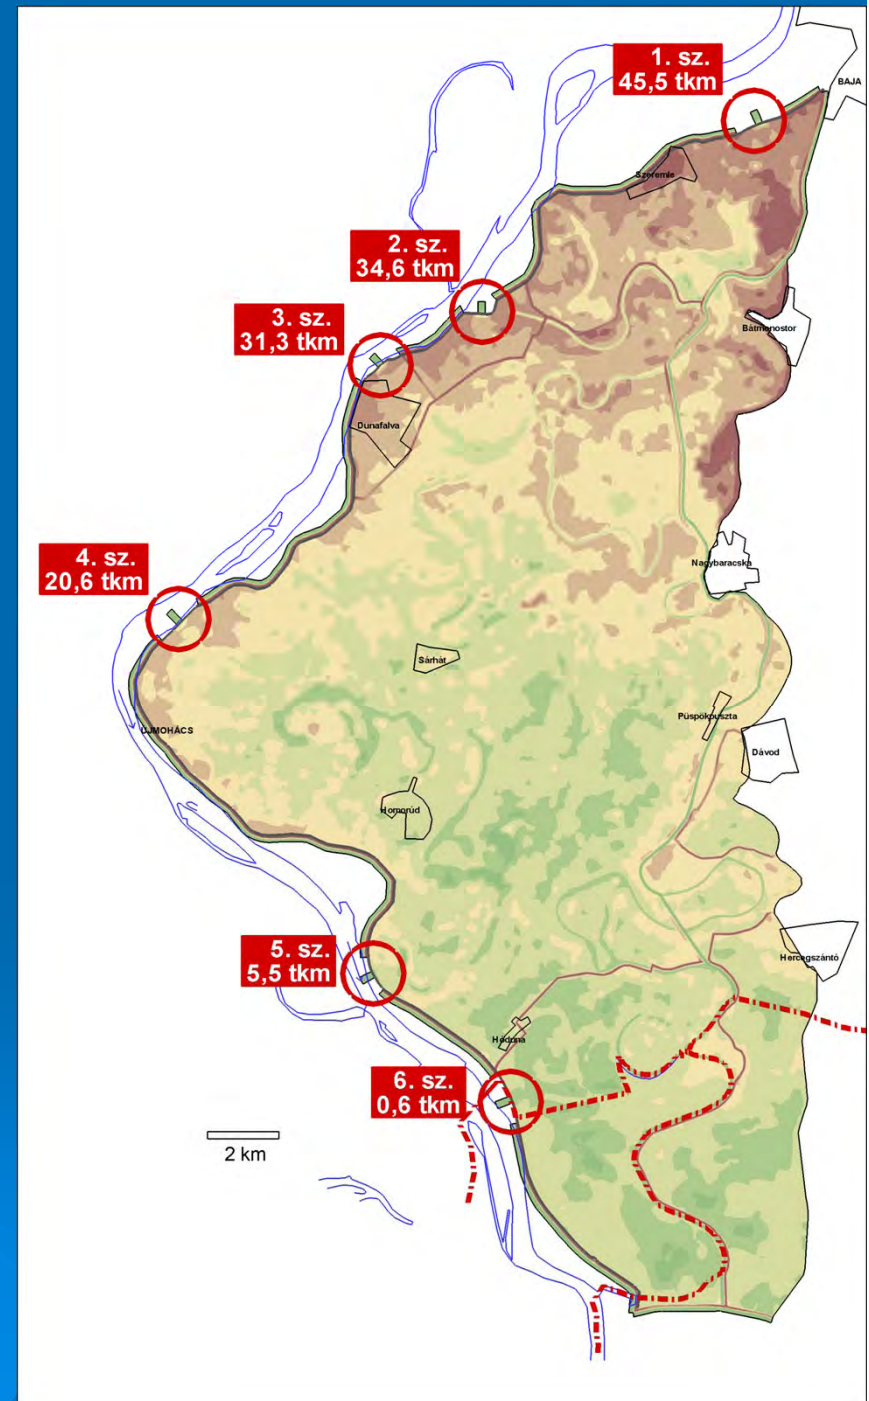 1. sz.
45,5 tkm
BAJA
Szeremle
2. sz.
34,6 tkm
3. sz.
31,3 tkm
Bátmonostor
Dunafalva
4. sz.
20,6 tkm
Nagybaracska
Sárhát
Püspökpuszta
ÚJMOHÁCS
Dávod
Homorúd
5. sz.
5,5 tkm
Hercegszántó
Hóduna
6. sz.
0,6 tkm
2 km